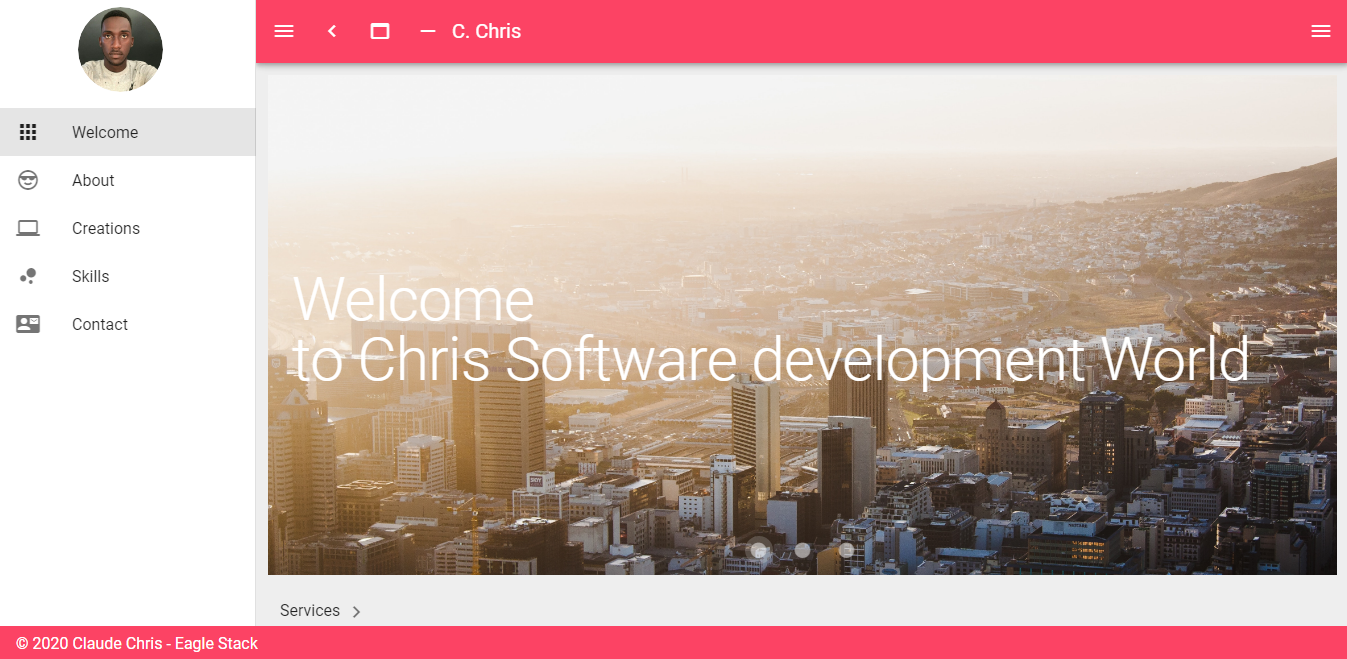 C. Chris
Welcome
About
Creations
Skills
Contact
Welcome
to Chris Software development World
Services
© 2020 Claude Chris - Eagle Stack